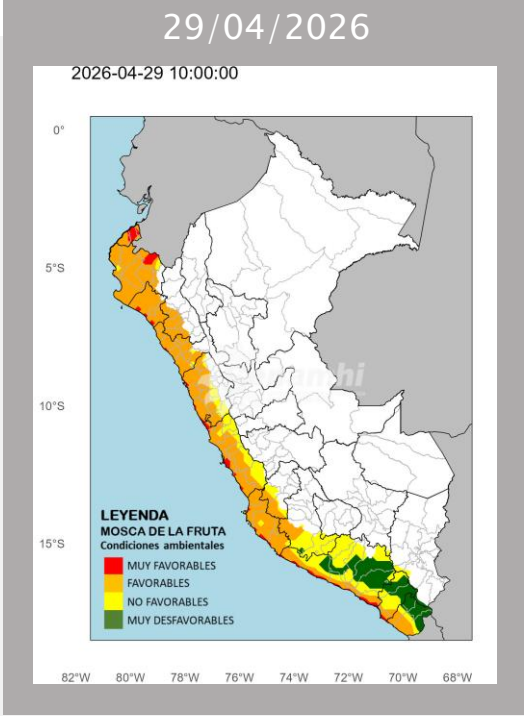 29/04/2026
2026-04-29 10:00:00
0°
5°S
10°S
15°S
LEYENDA
MOSCA DE LA FRUTA
Condiciones ambientales
MUY FAVORABLES
FAVORABLES
NO FAVORABLES
MUY DESFAVORABLES
82°W 80°W 78°W 76°W 74°W 72°W 70°W 68°W